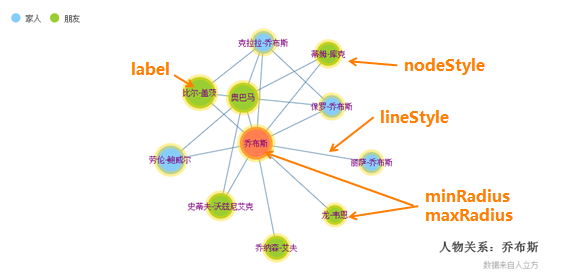 家人 朋友
克拉拉-乔布斯
蒂姆-库克
nodeStyle
label
比尔-盖茨
奥巴马
保罗-乔布斯
lineStyle
乔布斯
劳伦-鲍威尔
丽萨-乔布斯
minRadius
maxRadius
史蒂夫-沃兹尼艾克
龙-韦恩
乔纳森-艾夫
人物关系：乔布斯
数据来自人立方